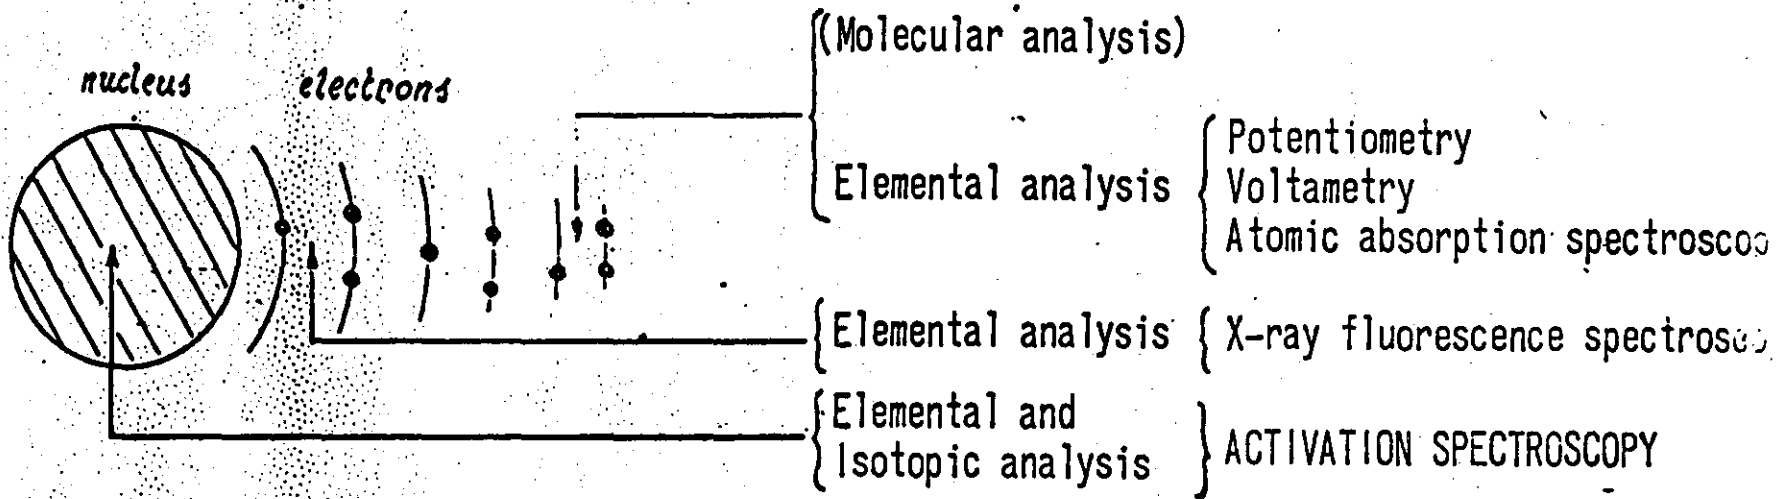 (Molecular analysis)
nucleus electrons
Potentiometry
Elemental analysis Voltametry
Atomic absorption
Elemental analysis X-ray fluorescence
Elemental and
Isotopic analysis ACTIVATION SPECTROSCOPY